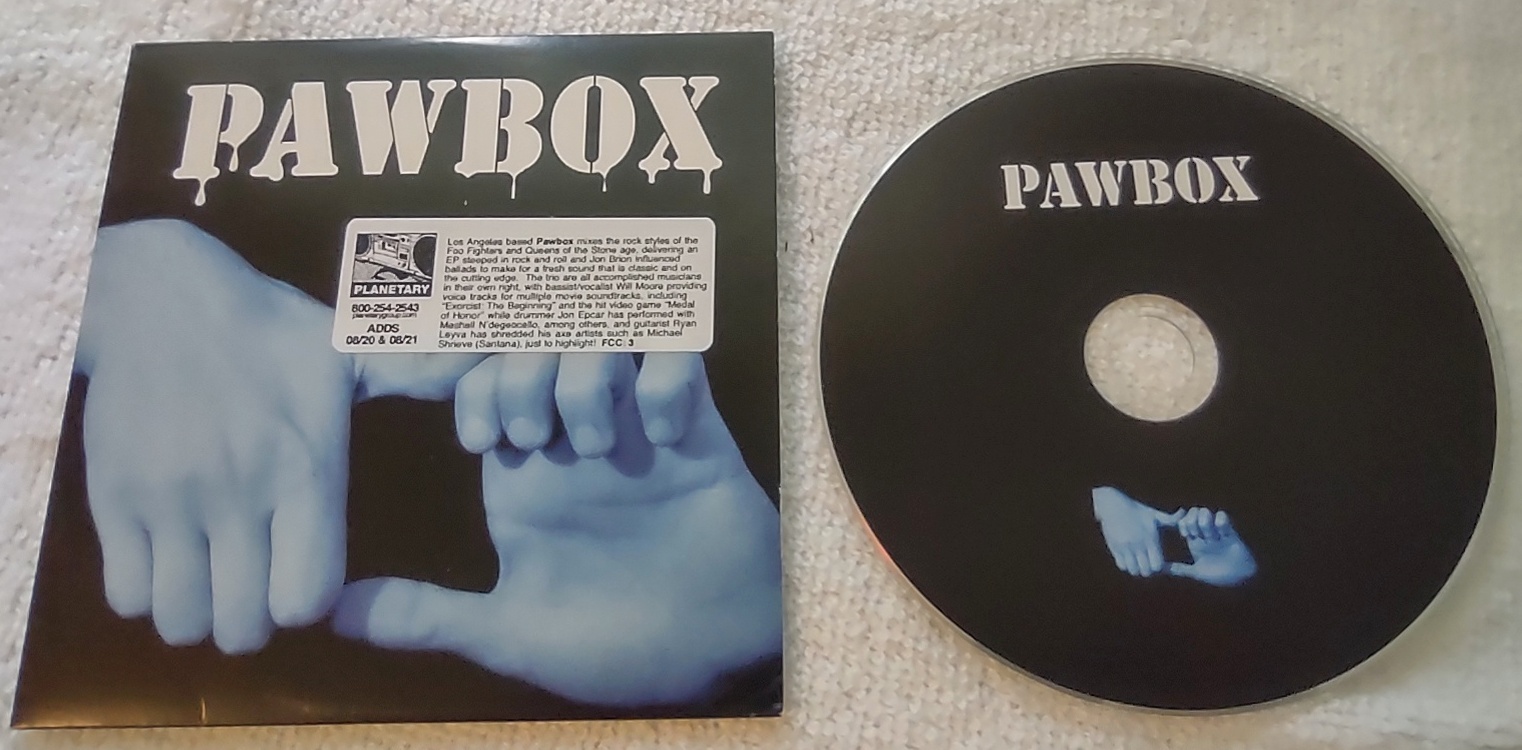 PAWBOX
PLANETARY
800-254-2543
planetarygroup.com
ADDS
08/20 & 08/21
Los Angeles based Pawbox mixes the rock styles of the
Foo Fighters and Queens of the Stone age, delivering an
EP steeped in rock and roll and Jon Brion influenced
ballads to make for a fresh sound that is classic and on
the cutting edge. The trio are all accomplished musicians
in their own right, with bassist/vocalist Will Moore providing
voice tracks for multiple movie soundtracks, including
"Exorcist: The Beginning" and the hit video game "Medal
of Honor" while drummer Jon Epcar has performed with
Meshell N'degeocello, among others, and guitarist Ryan
Leyva has shredded his axe artists such as Michael
Shrieve (Santana), just to highlight! FCC: 3
PAWBOX